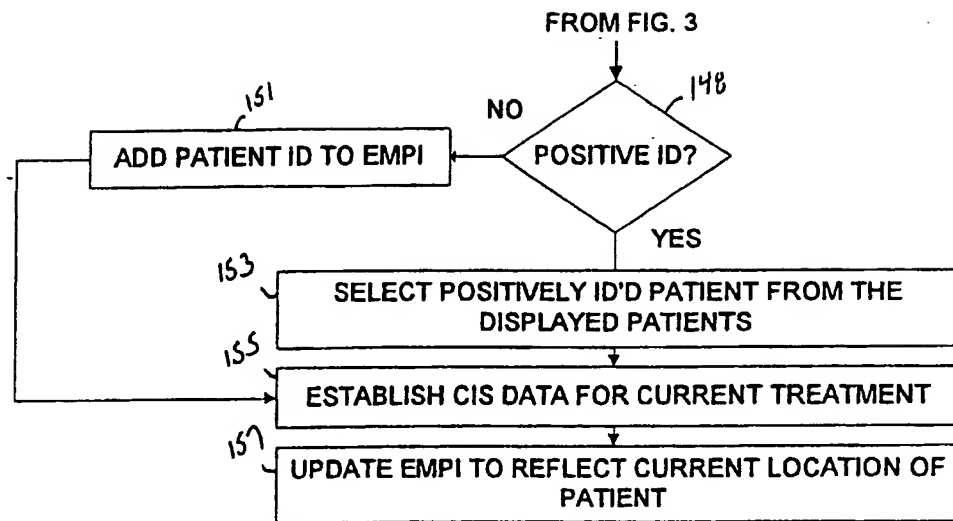 FROM FIG. 3
148
NO
151
POSITIVE ID?
ADD PATIENT ID TO EMPI
YES
153
SELECT POSITIVELY ID'D PATIENT FROM THE
DISPLAYED PATIENTS
155
ESTABLISH CIS DATA FOR CURRENT TREATMENT
157
UPDATE EMPI TO REFLECT CURRENT LOCATION OF
PATIENT